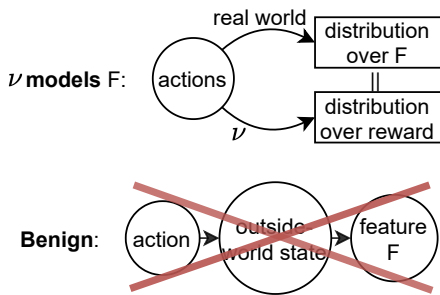 real world
distribution
over F
ν models F:
actions
||
distribution
over reward
ν
Benign:
action
outside-
world state
feature
F